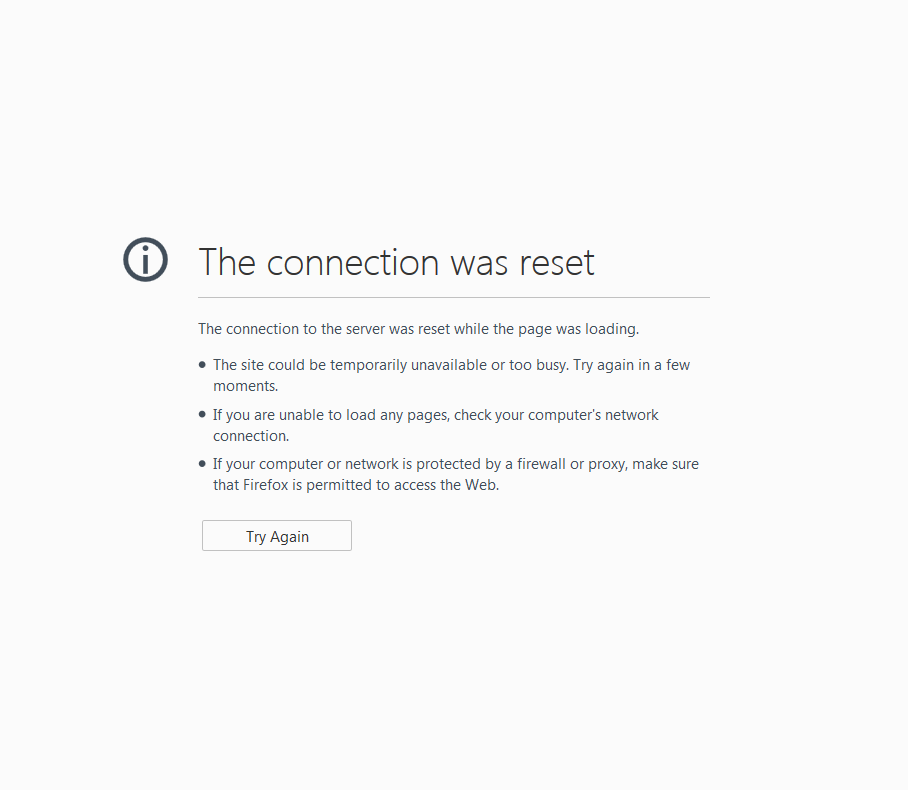 The connection was reset
The connection to the server was reset while the page was loading.
The site could be temporarily unavailable or too busy. Try again in a few
moments.
If you are unable to load any pages, check your computer's network
connection.
If your computer or network is protected by a firewall or proxy, make sure
that Firefox is permitted to access the Web.
Try Again